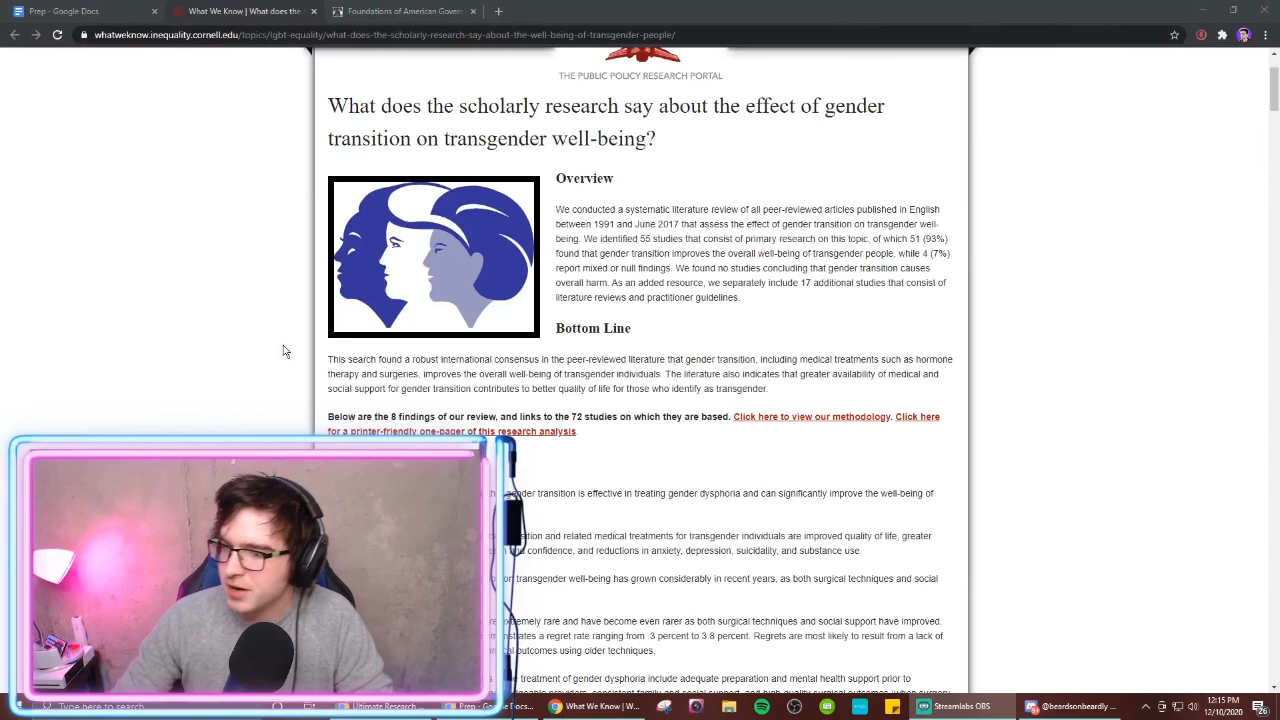 Prep - Google Docs
What We Know | What does the
Foundations of American Gover
whatweknow.inequality.cornell.edu/topics/lgbt-equality/what-does-the-scholarly-research-say-about-the-well-being-of-transgender-people/
THE PUBLIC POLICY RESEARCH PORTAL
What does the scholarly research say about the effect of gender
transition on transgender well-being?
Overview
We conducted a systematic literature review of all peer-reviewed articles published in English
between 1991 and June 2017 that assess the effect of gender transition on transgender well-
being. We identified 55 studies that consist of primary research on this topic, of which 51 (93%)
found that gender transition improves the overall well-being of transgender people, while 4 (7%)
report mixed or null findings. We found no studies concluding that gender transition causes
overall harm. As an added resource, we separately include 17 additional studies that consist of
literature reviews and practitioner guidelines.
Bottom Line
This search found a robust international consensus in the peer-reviewed literature that gender transition, including medical treatments such as hormone
therapy and surgeries, improves the overall well-being of transgender individuals. The literature also indicates that greater availability of medical and
social support for gender transition contributes to better quality of life for those who identify as transgender.
Below are the 8 findings of our review, and links to the 72 studies on which they are based. Click here to view our methodology. Click here
for a printer-friendly one-pager of this research analysis.
gender transition is effective in treating gender dysphoria and can significantly improve the well-being of
and related medical treatments for transgender individuals are improved quality of life, greater
and confidence, and reductions in anxiety, depression, suicidality, and substance use.
on transgender well-being has grown considerably in recent years, as both surgical techniques and social
extremely rare and have become even rarer as both surgical techniques and social support have improved.
a regret rate ranging from .3 percent to 3.8 percent. Regrets are most likely to result from a lack of
outcomes using older techniques.
treatment of gender dysphoria include adequate preparation and mental health support prior to
consistent family and social support, and high-quality surgical outcomes (when surgery
Type here to search
Ultimate Research
What We Know | W...
Streamlabs OBS
@beardsonbeardly ...
12:15 PM
12/10/2020